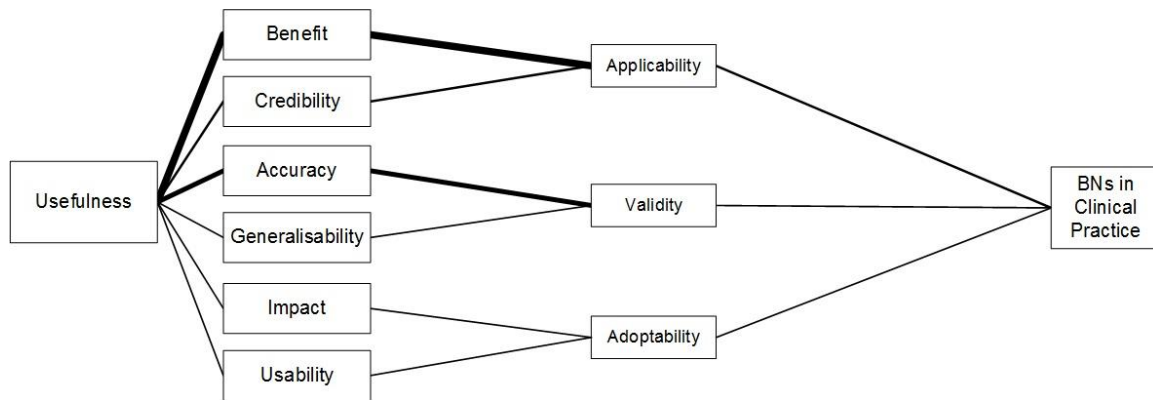 Usefulness
Benefit
Credibility
Accuracy
Generalisability
Impact
Usability
Applicability
Validity
Adoptability
BNs in
Clinical
Practice